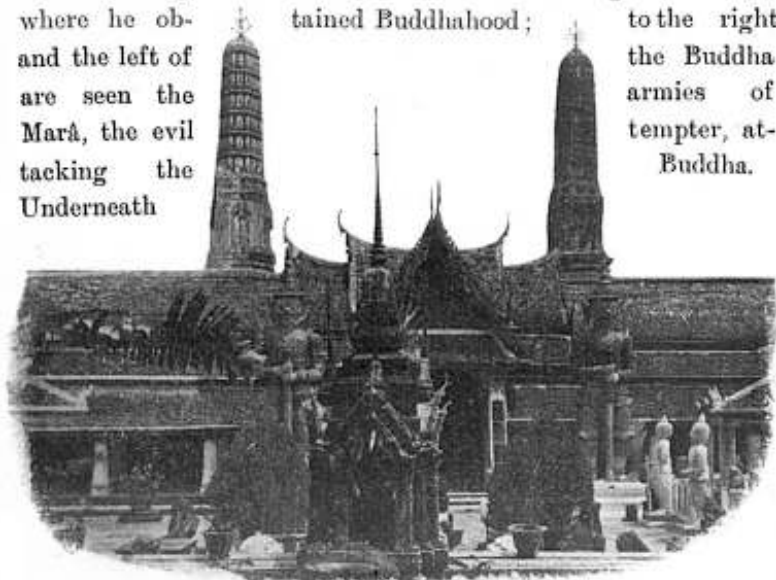 where he ob- tained Buddhahood; to the right
and the left of the Buddha
are seen the armies of
Marâ, the evil tempter, at-
tacking the Buddha.
Underneath